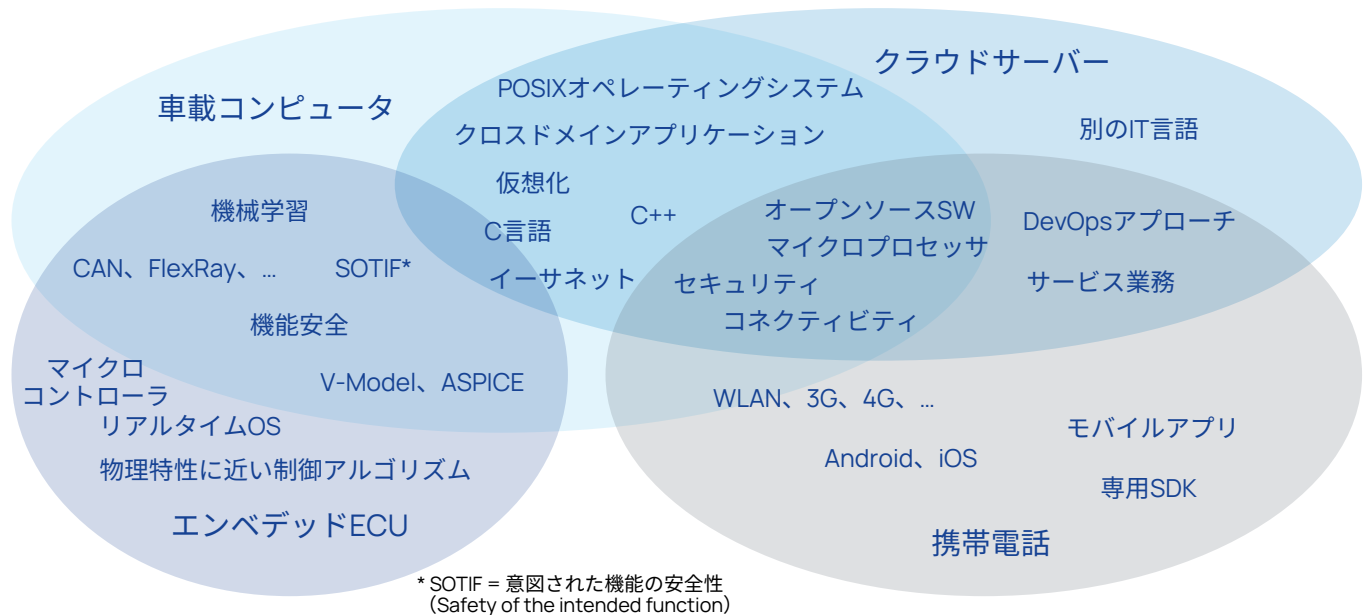 クラウドサーバー
車載コンピュータ
POSIXオペレーティングシステム
クロスドメインアプリケーション
別のIT言語
仮想化
機械学習
C++
オープンソースSW
DevOpsアプローチ
C言語
マイクロプロセッサ
CAN、FlexRay、…
SOTIF*
イーサネット
セキュリティ
サービス業務
コネクティビティ
機能安全
マイクロ
コントローラ
V-Model、ASPICE
WLAN、3G、4G、…
リアルタイムOS
モバイルアプリ
物理特性に近い制御アルゴリズム
Android、iOS
専用SDK
エンベデッドECU
携帯電話
* SOTIF = 意図された機能の安全性
（Safety of the intended function）